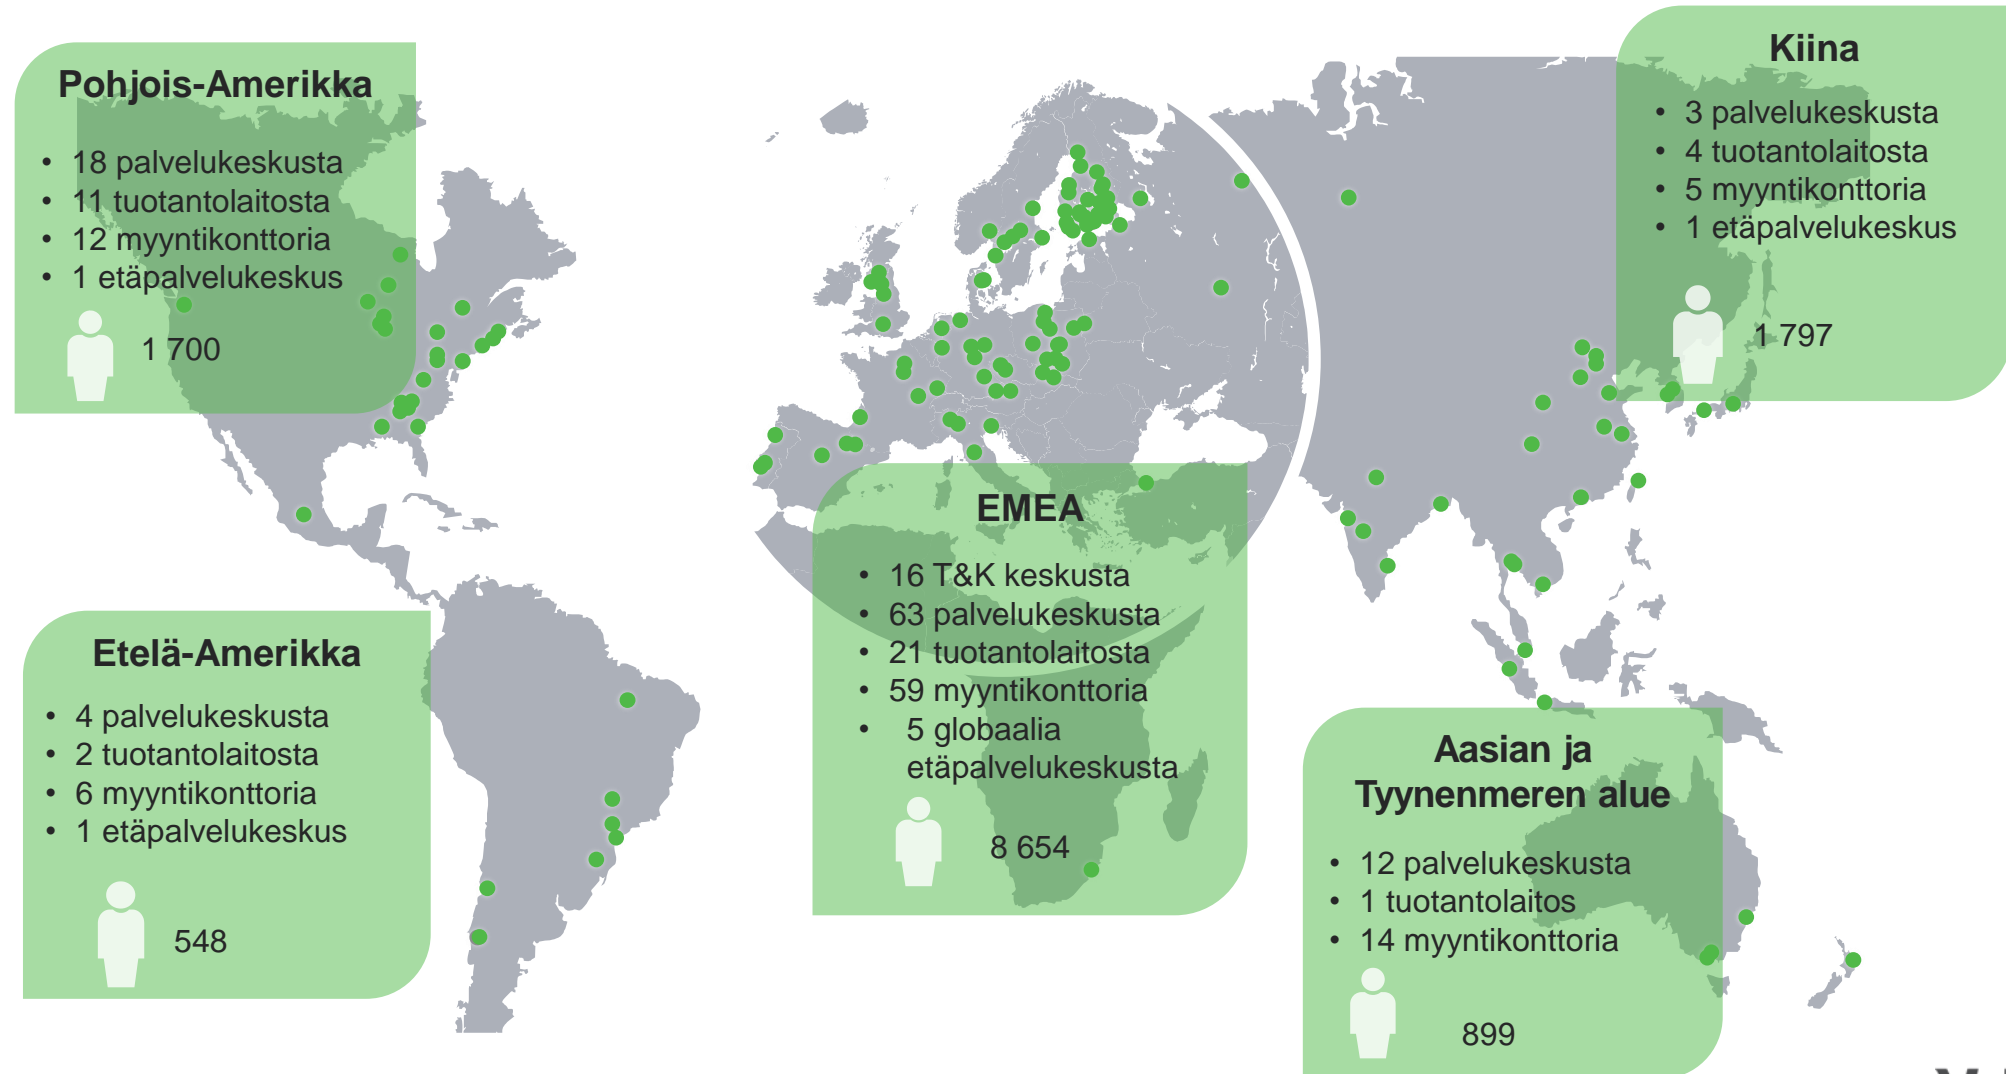 Pohjois-Amerikka
• 18 palvelukeskusta
• 11 tuotantolaitosta
• 12 myyntikonttoria
• 1 etäpalvelukeskus
1 700
Etelä-Amerikka
• 4 palvelukeskusta
• 2 tuotantolaitosta
• 6 myyntikonttoria
• 1 etäpalvelukeskus
548
EMEA
• 16 T&K keskusta
• 63 palvelukeskusta
• 21 tuotantolaitosta
• 59 myyntikonttoria
• 5 globaalia
etäpalvelukeskusta
8 654
Kiina
• 3 palvelukeskusta
• 4 tuotantolaitosta
• 5 myyntikonttoria
• 1 etäpalvelukeskus
1 797
Aasian ja
Tyynenmeren alue
• 12 palvelukeskusta
• 1 tuotantolaitos
• 14 myyntikonttoria
899